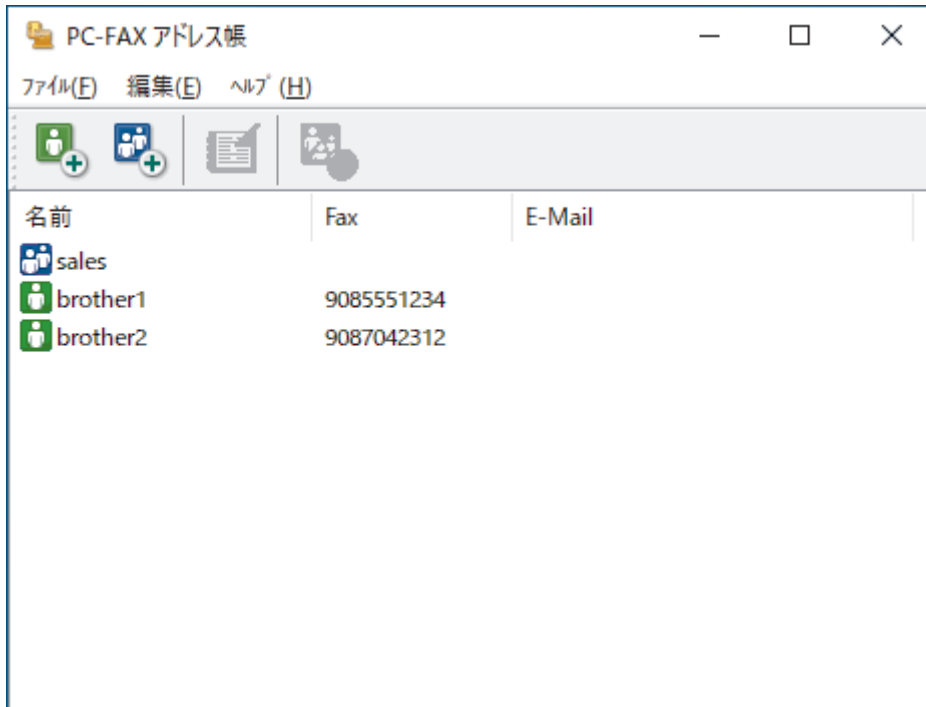 PC-FAX アドレス帳
ﾌｧｲﾙ(F) 編集(E) ﾍﾙﾌﾟ(H)
名前 Fax E-Mail
sales
brother1 9085551234
brother2 9087042312